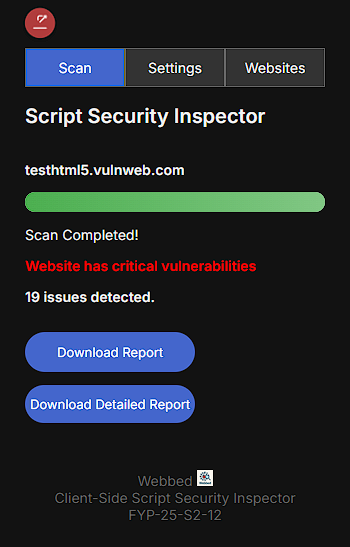 Scan
Settings
Websites
Script Security Inspector
testhtml5.vulnweb.com
Scan Completed!
Website has critical vulnerabilities
19 issues detected.
Download Report
Download Detailed Report
Webbed
Client-Side Script Security Inspector
FYP-25-S2-12